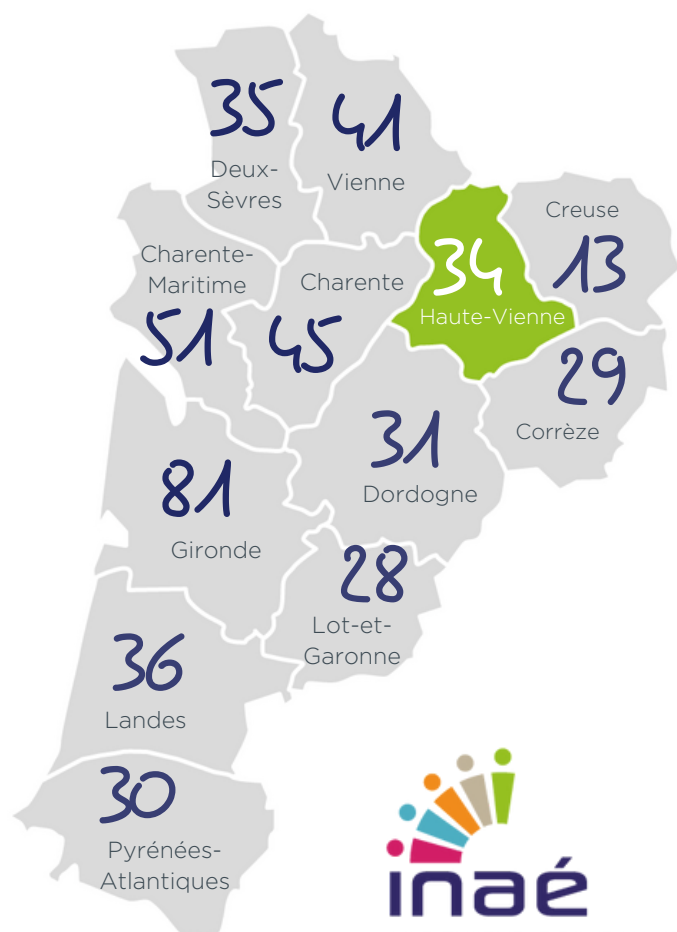 35
Deux-
Sèvres
41
Vienne
Creuse
13
Charente-
Maritime
51
Charente
45
34
Haute-Vienne
29
Corrèze
31
Dordogne
81
Gironde
28
Lot-et-
Garonne
36
Landes
30
Pyrénées-
Atlantiques
inaé